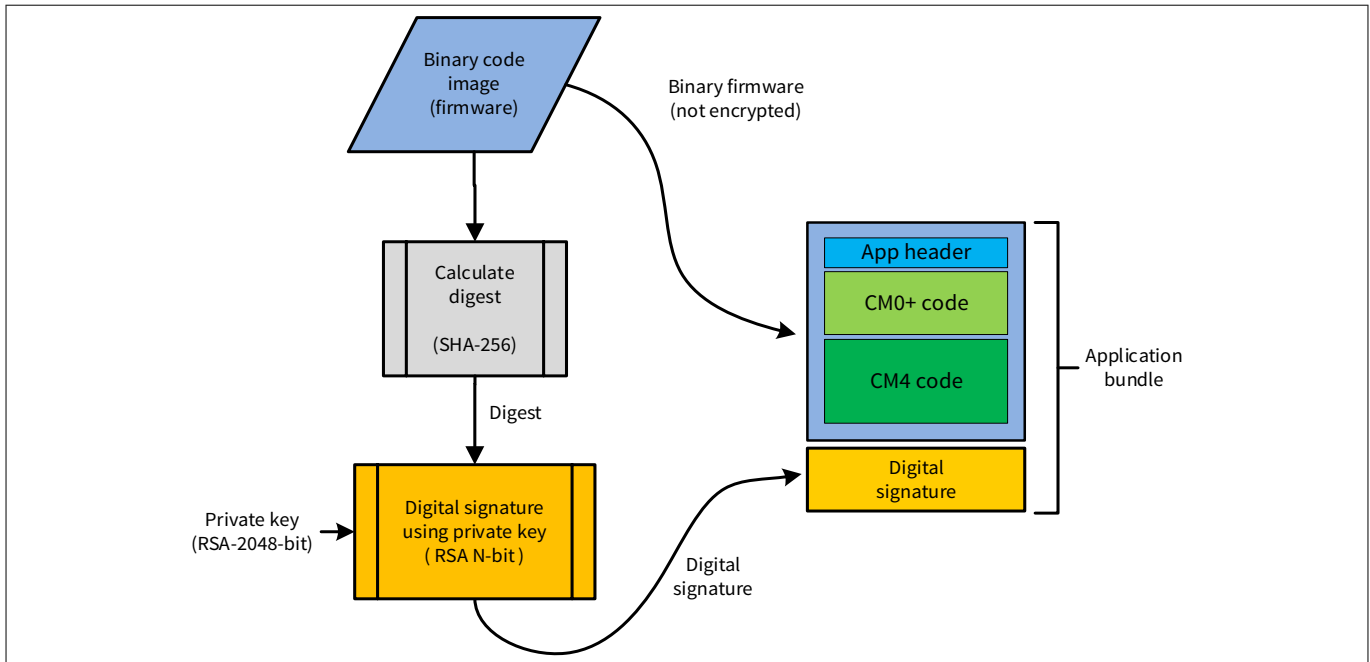 Binary code
image
(firmware)
Binary firmware
(not encrypted)
Calculate
digest
(SHA-256)
Digest
Private key
(RSA-2048-bit)
Digital signature
using private key
( RSA N-bit )
Digital
signature
App header
CM0+ code
CM4 code
Digital
signature
Application
bundle